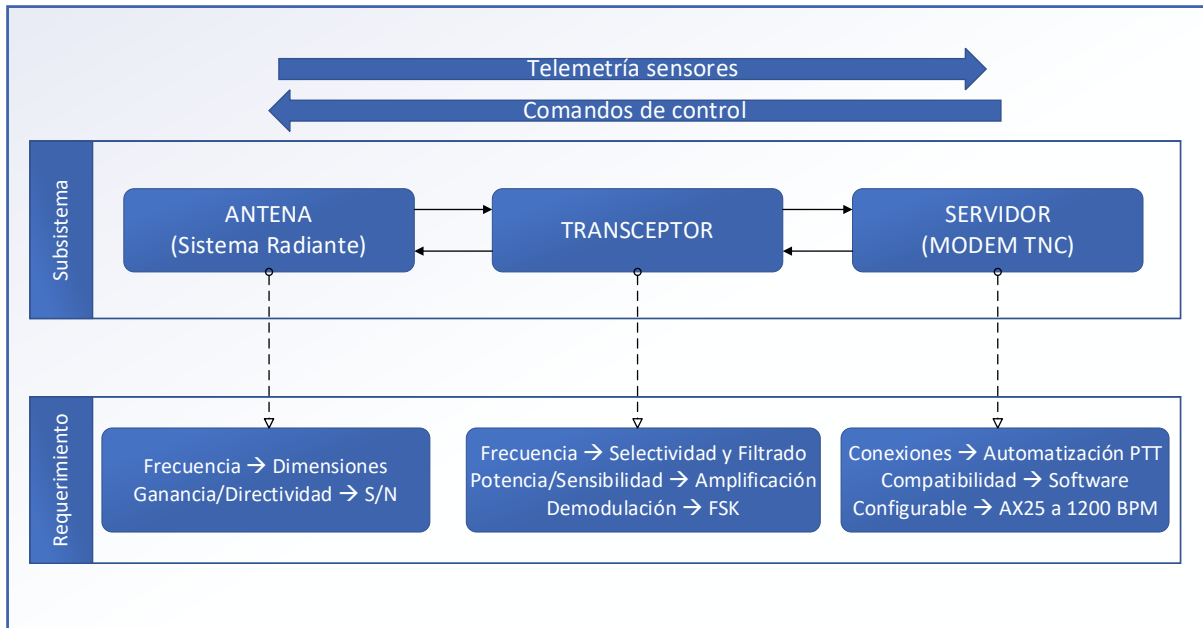 Telemetría sensores
Comandos de control
Subsistema
ANTENA
(Sistema Radiante)
TRANSCEPTOR
SERVIDOR
(MODEM TNC)
Requerimiento
Frecuencia → Dimensiones
Ganancia/Directividad → S/N
Frecuencia → Selectividad y Filtrado
Potencia/Sensibilidad → Amplificación
Demodulación → FSK
Conexiones → Automatización PTT
Compatibilidad → Software
Configurable → AX25 a 1200 BPM